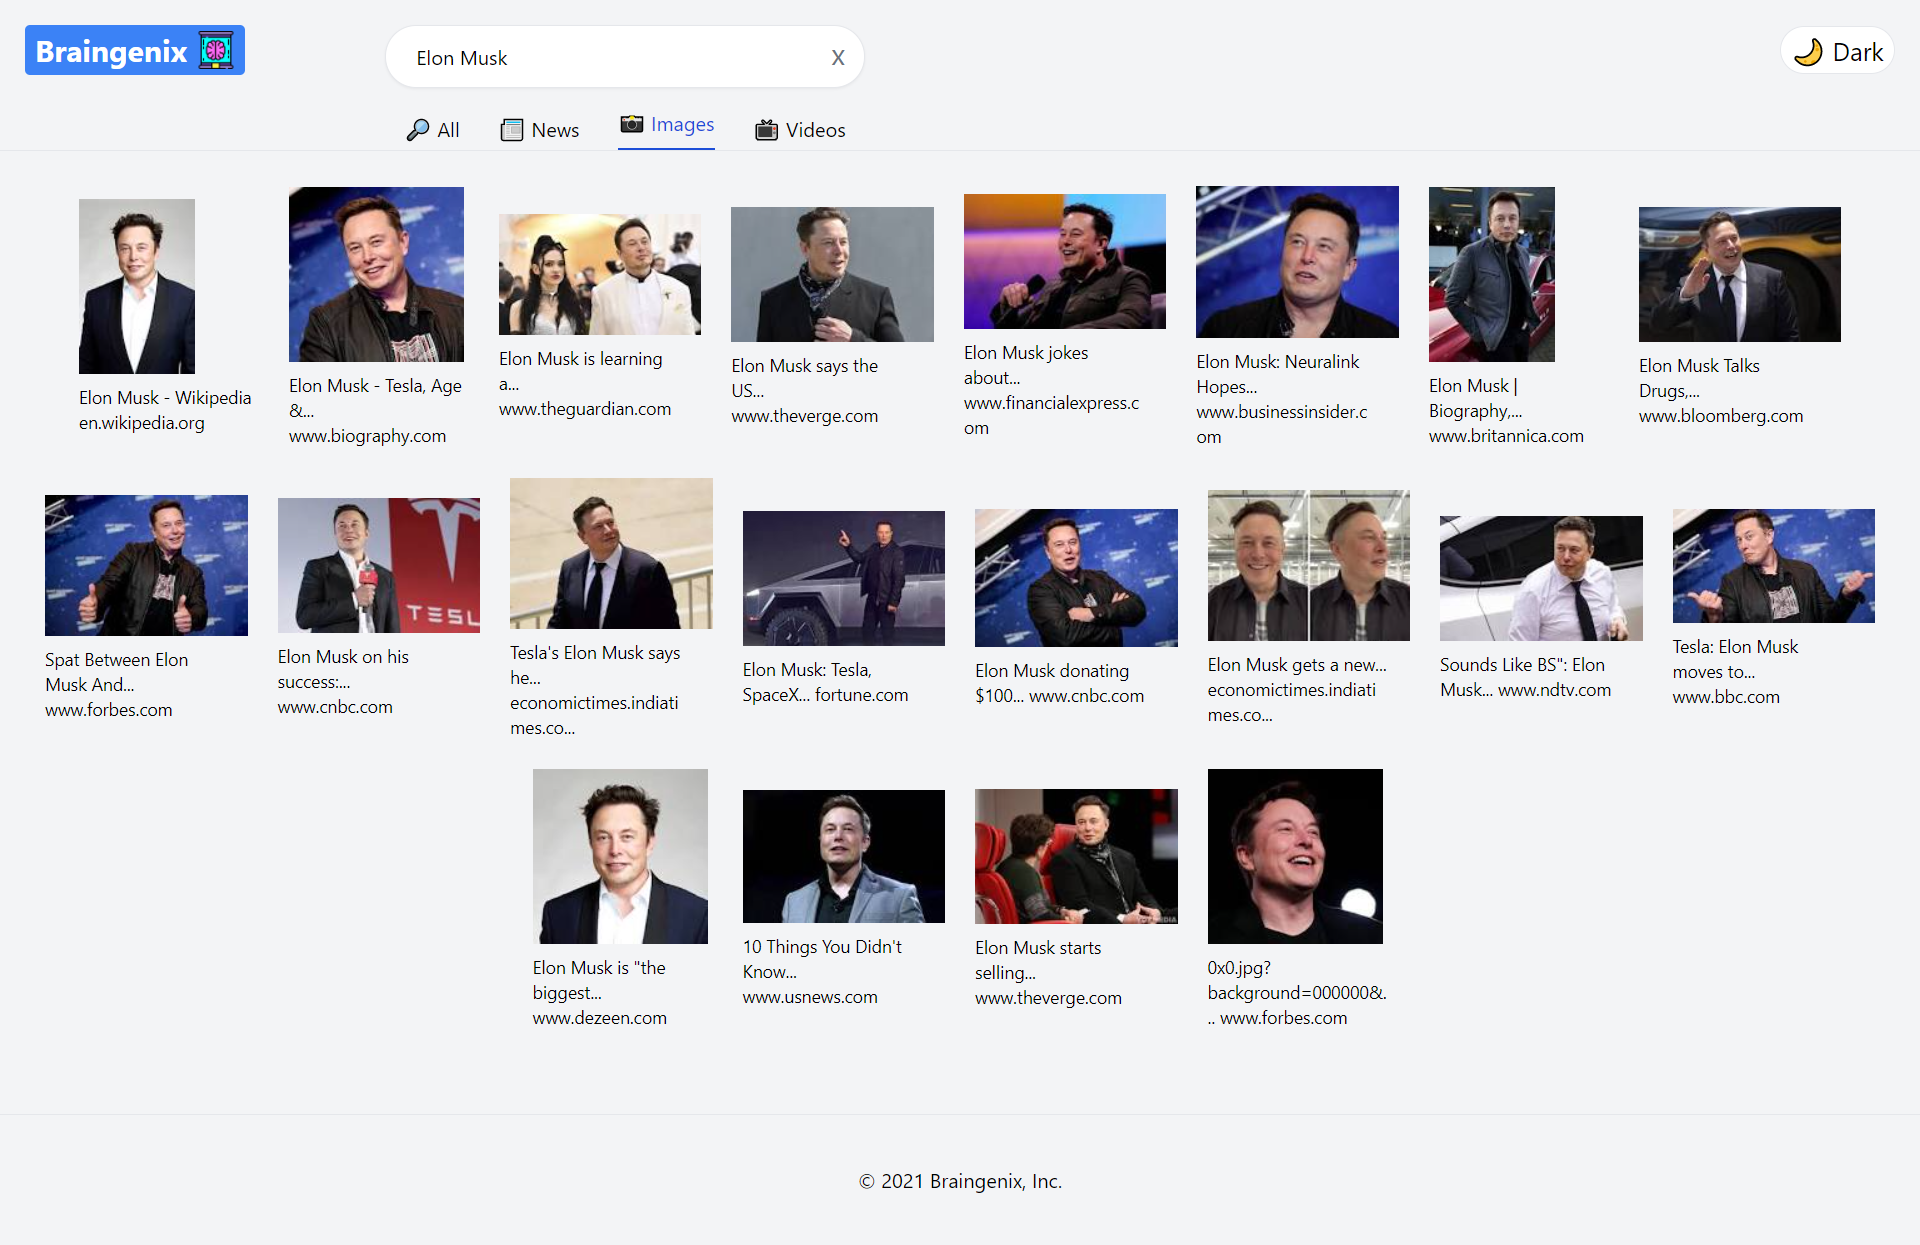 Braingenix
Elon Musk
X
Dark
All
News
Images
Videos
Elon Musk - Wikipedia
en.wikipedia.org
Elon Musk - Tesla, Age
&...
www.biography.com
Elon Musk is learning
a...
www.theguardian.com
Elon Musk says the
US...
www.theverge.com
Elon Musk jokes
about...
www.financialexpress.c
om
Elon Musk: Neuralink
Hopes...
www.businessinsider.c
om
Elon Musk |
Biography,...
www.britannica.com
Elon Musk Talks
Drugs,...
www.bloomberg.com
Spat Between Elon
Musk And...
www.forbes.com
TESL
Elon Musk on his
success:...
www.cnbc.com
Tesla's Elon Musk says
he...
economictimes.indiati
mes.co...
Elon Musk: Tesla,
SpaceX... fortune.com
Elon Musk donating
$100... www.cnbc.com
Elon Musk gets a new...
economictimes.indiati
mes.co...
Sounds Like BS": Elon
Musk... www.ndtv.com
Tesla: Elon Musk
moves to...
www.bbc.com
Elon Musk is "the
biggest...
www.dezeen.com
10 Things You Didn't
Know...
www.usnews.com
Elon Musk starts
selling...
www.theverge.com
0x0.jpg?
background=000000&.
.. www.forbes.com
© 2021 Braingenix, Inc.